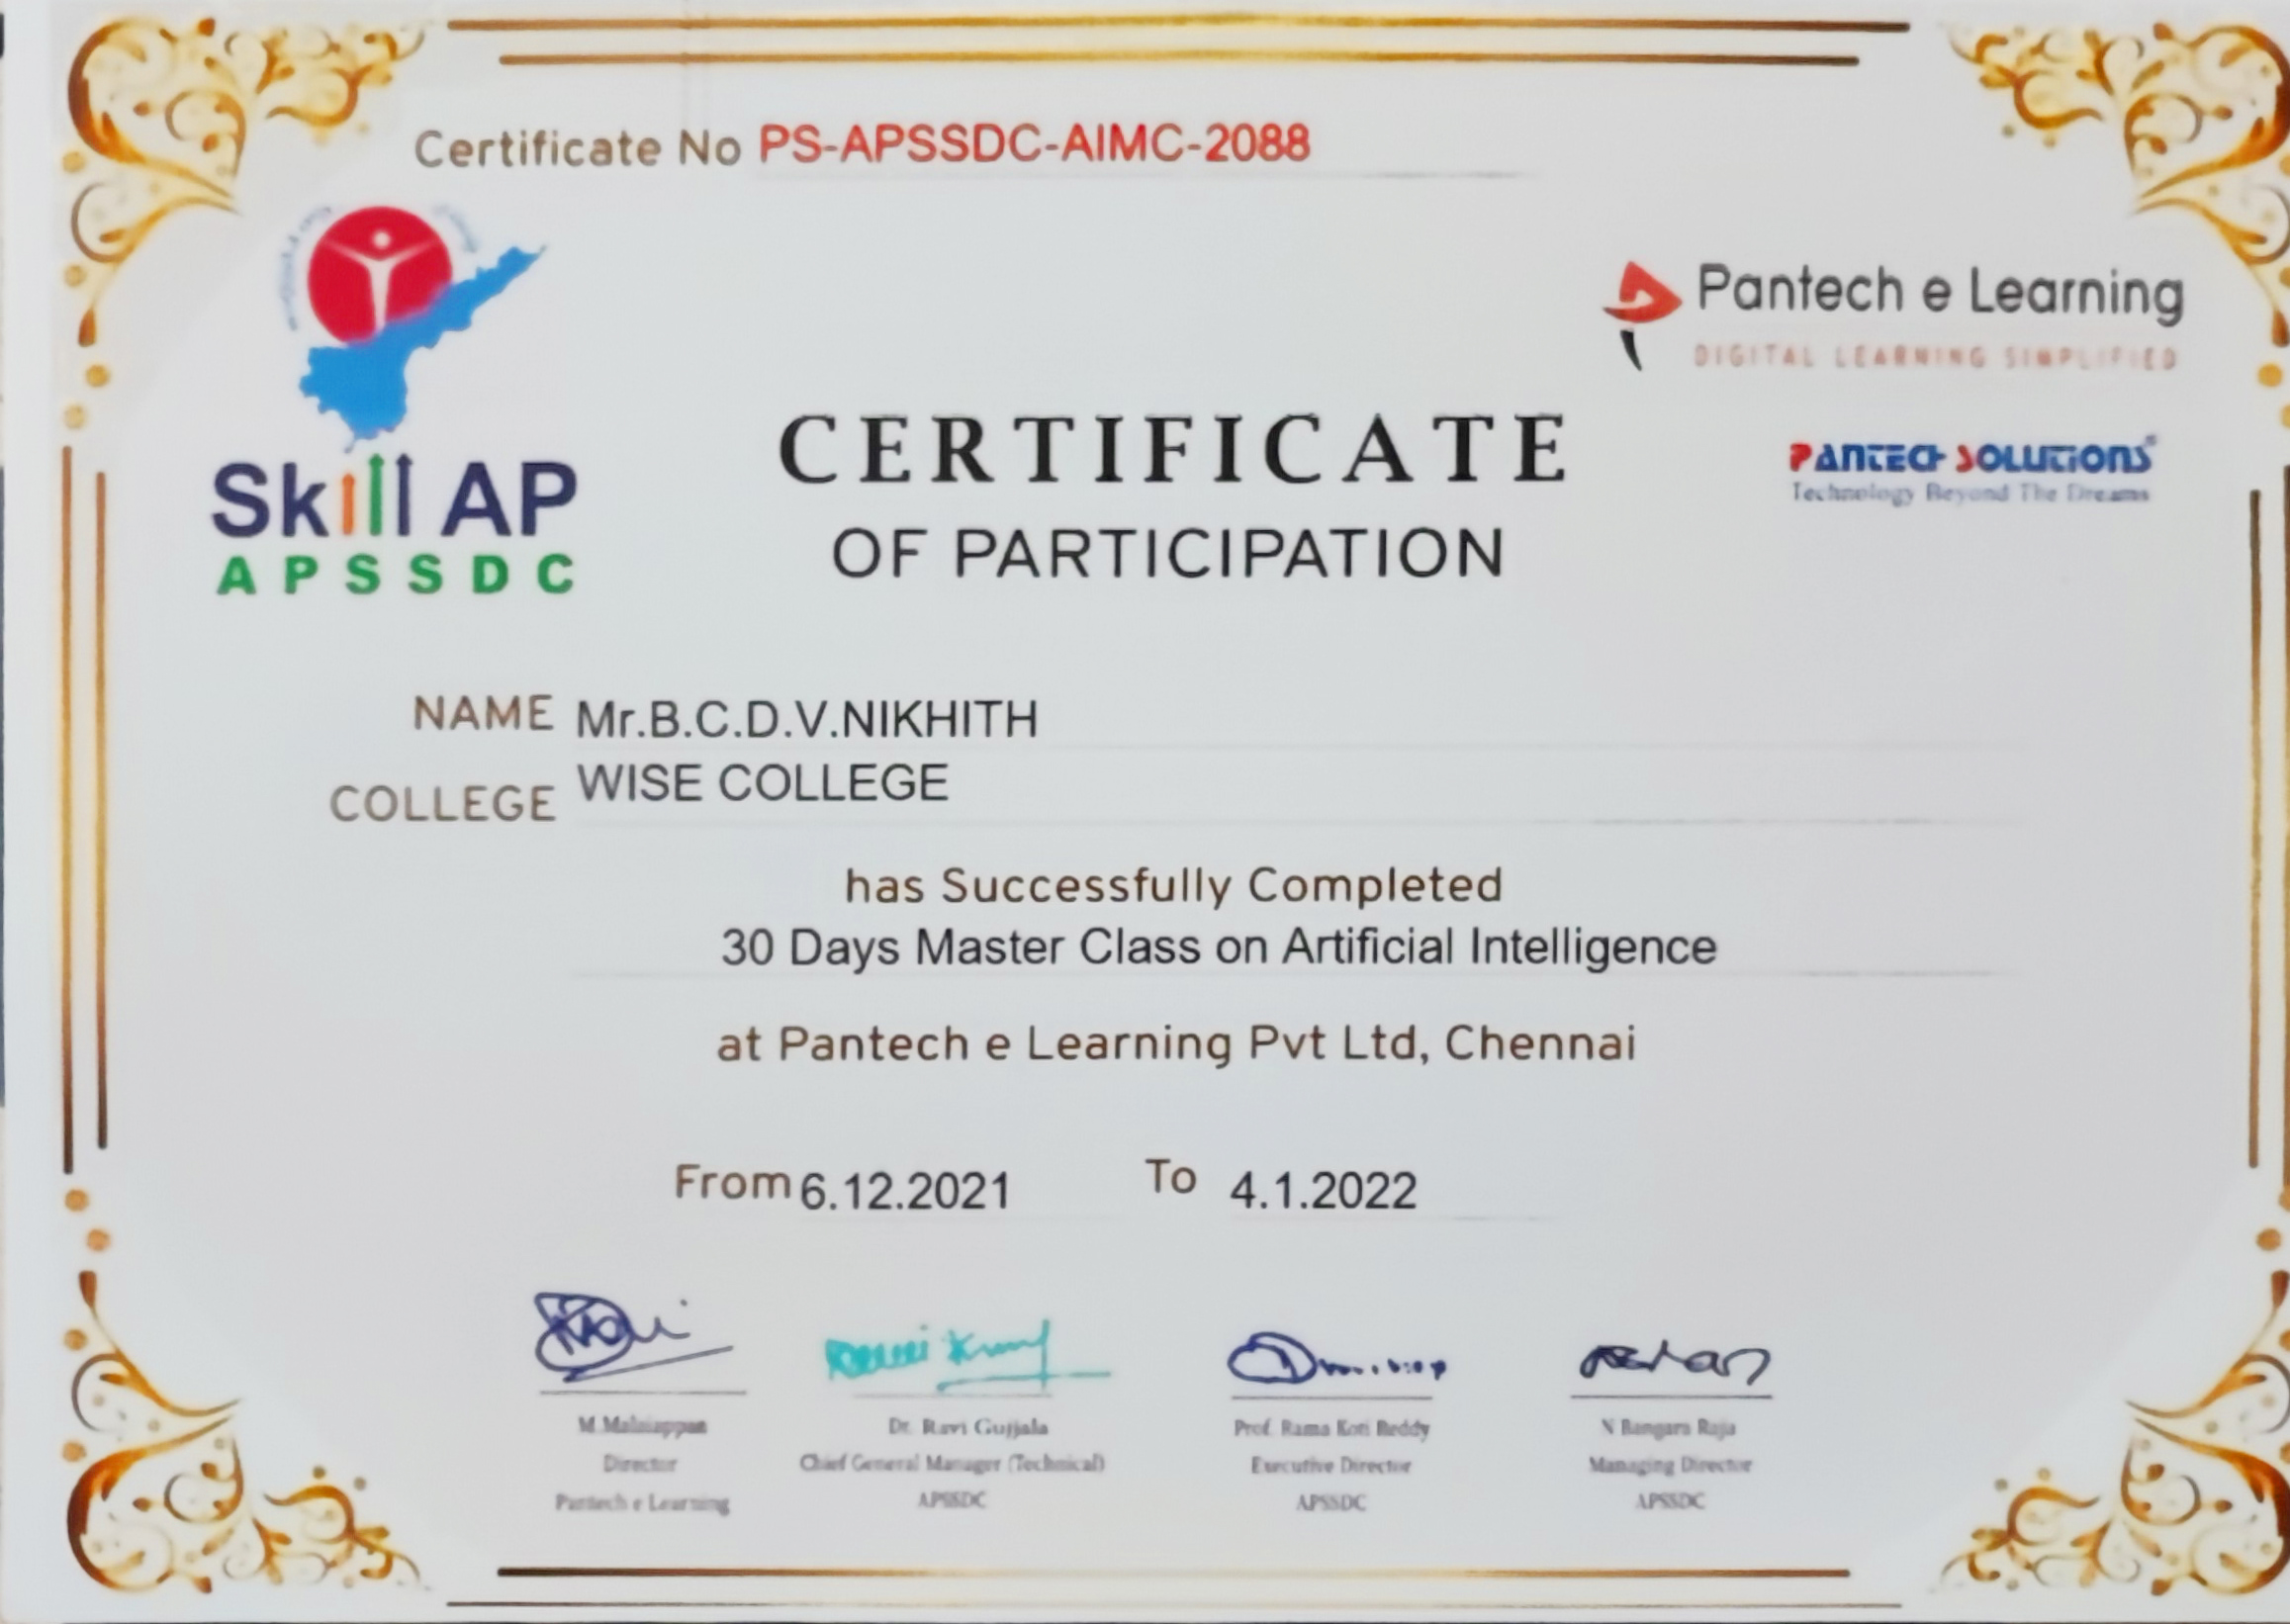 Certificate No PS-APSSDC-AIMC-2088
Pantech e Learning
DIGITAL LEARNING SIMPLIFIED
CERTIFICATE
OF PARTICIPATION
PANTECH SOLUTIONS
Technology Beyond The Dreams
Skill AP
APSSDC
NAME Mr.B.C.D.V.NIKHITH
COLLEGE WISE COLLEGE
has Successfully Completed
30 Days Master Class on Artificial Intelligence
at Pantech e Learning Pvt Ltd, Chennai
From 6.12.2021 To 4.1.2022
M.Malaiappan
Director
Pantech e Learning
Dr. Ravi Gujjala
Chief General Manager (Technical)
APSSDC
Prof. Rama Koti Reddy
Executive Director
APSSDC
N Bangara Raja
Managing Director
APSSDC